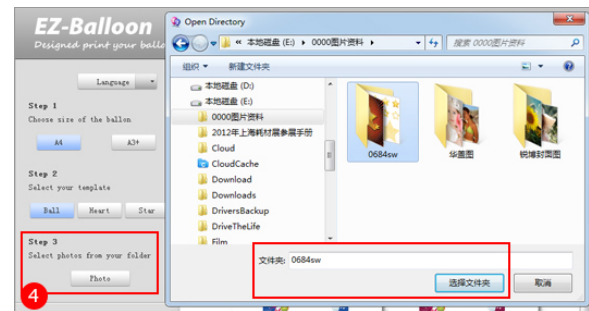 EZ-Balloon
Designed print your balle
Language
Step 1
Choose size of the ballon
A4
A3+
Step 2
Select your template
Ball
Heart
Star
Step 3
Select photos from your folder
Photo
4
Open Directory
« 本地磁盘 (E:) ▸ 0000图片资料 ▸
搜索 0000图片资料
组织
新建文件夹
本地磁盘 (D:)
本地磁盘 (E:)
0000图片资料
2012年上海耗材展参展手册
Cloud
CloudCache
Download
Downloads
DriversBackup
DriveTheLife
Film
0684sw
华盖图
锐博封面图
文件夹: 0684sw
选择文件夹
取消